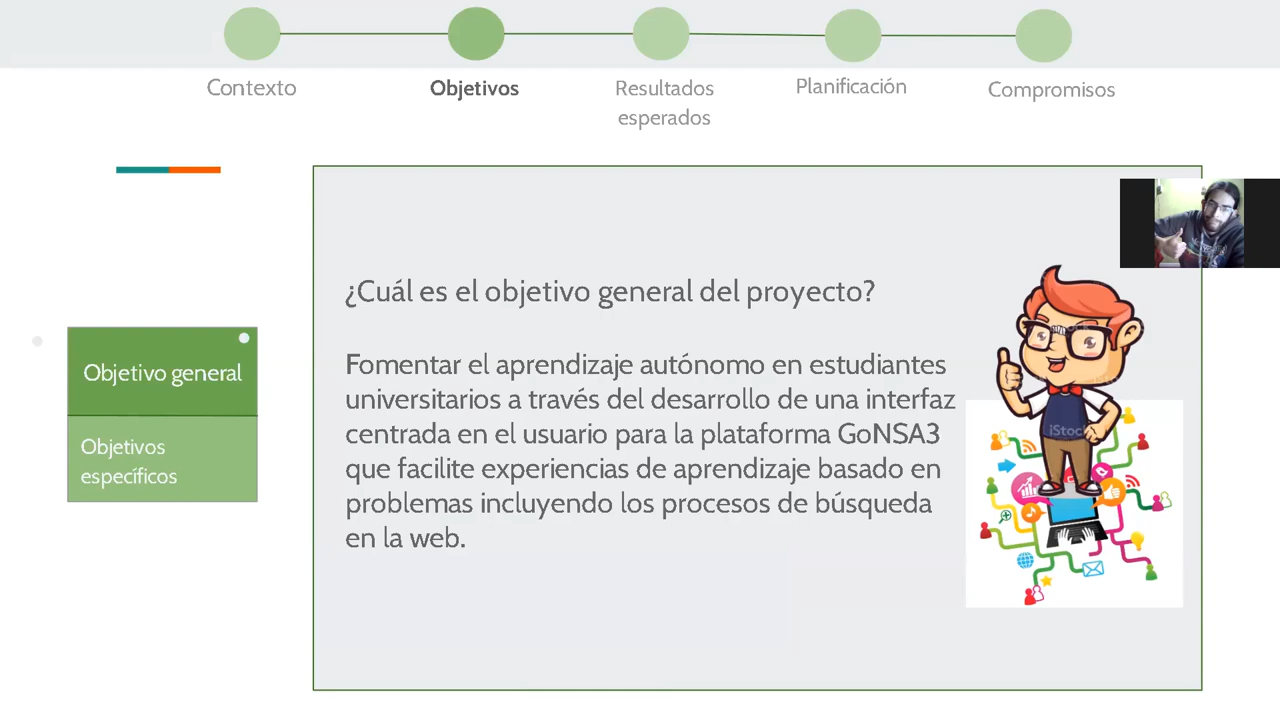 Contexto
Objetivos
Resultados
esperados
Planificación
Compromisos
¿Cuál es el objetivo general del proyecto?
Objetivo general
Objetivos
específicos
Fomentar el aprendizaje autónomo en estudiantes
universitarios a través del desarrollo de una interfaz
centrada en el usuario para la plataforma GoNSA3
que facilite experiencias de aprendizaje basado en
problemas incluyendo los procesos de búsqueda
en la web.
iStock